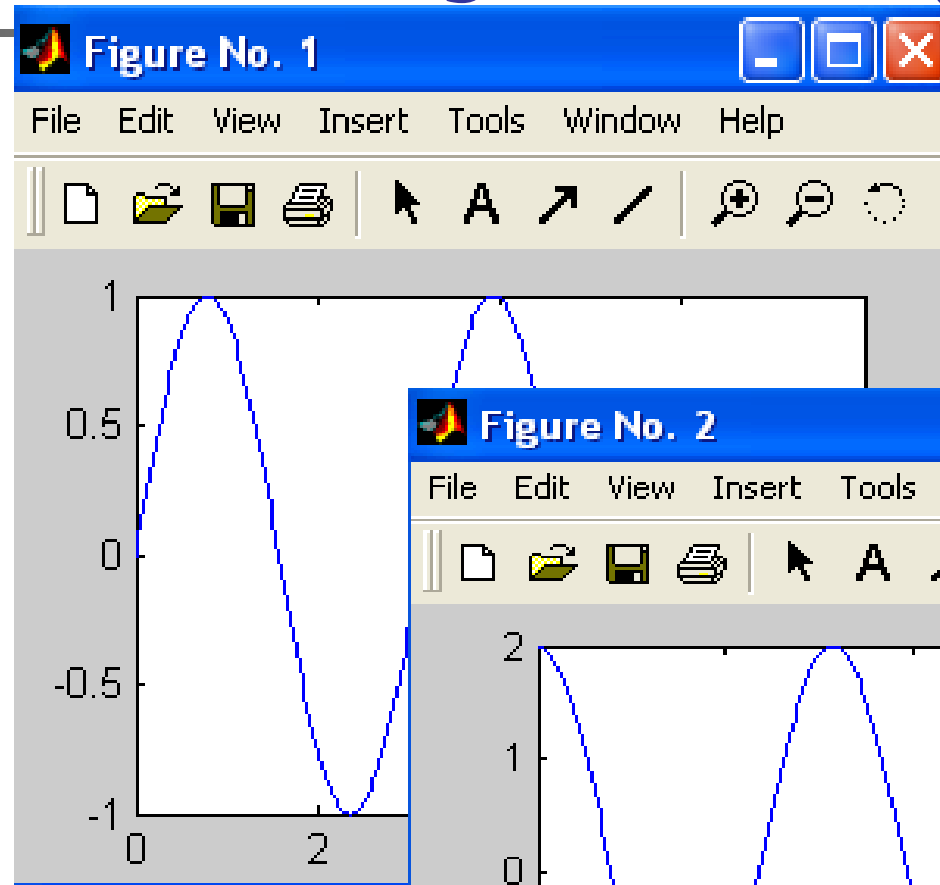 Figure No. 1
File Edit View Insert Tools Window Help
A
1
0.5
0
-0.5
-1
0 2
Figure No. 2
File Edit View Insert Tools
A
2
1
0